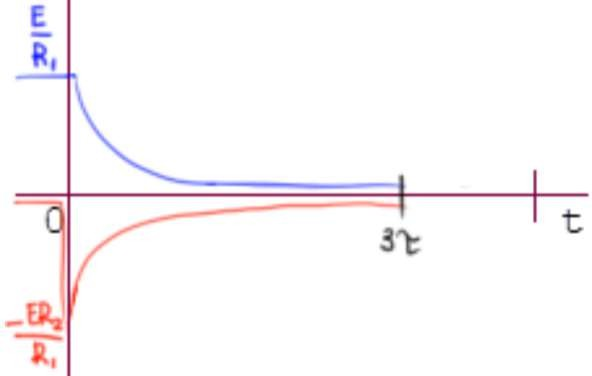 E
R₁
0
3τ
t
-ER₂
R₁